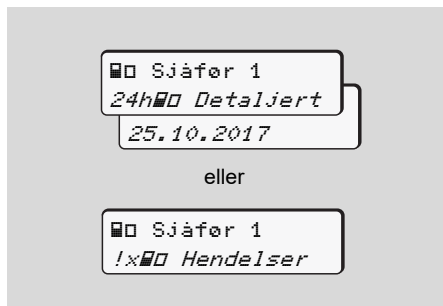 Sjåfør 1
24h Detaljert
25.10.2017
eller
Sjåfør 1
!x Hendelser